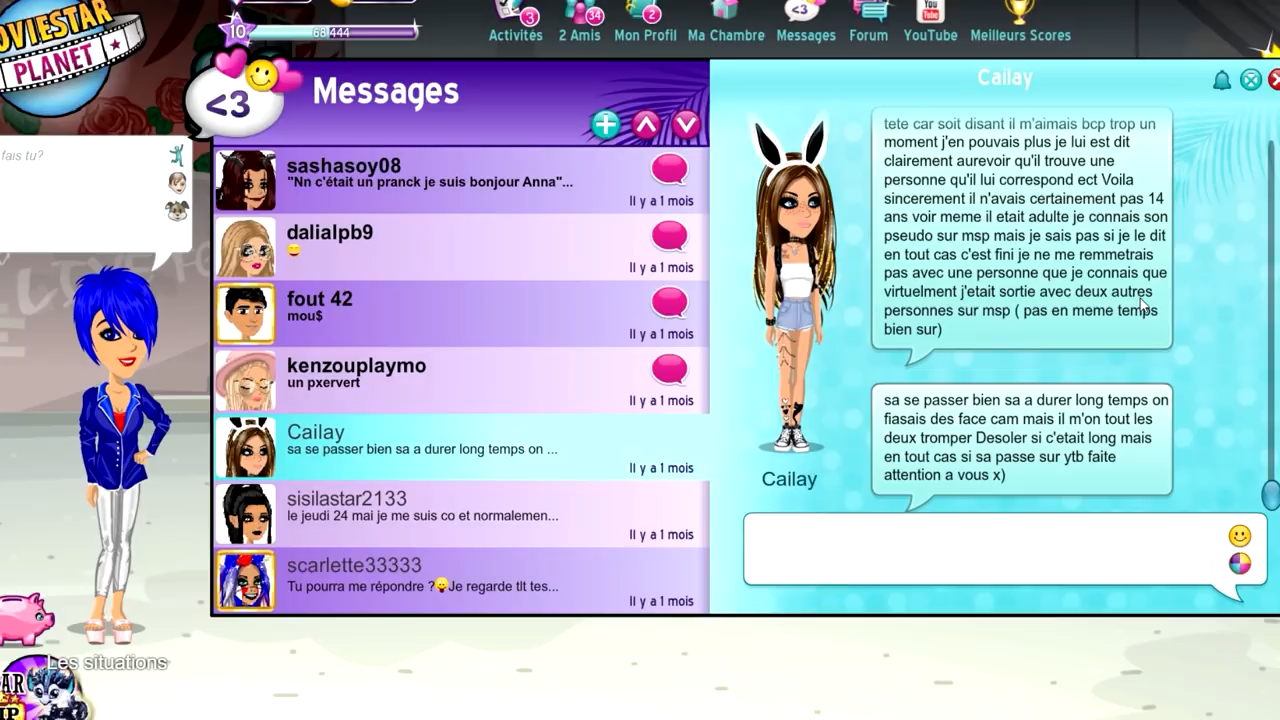 MOVIESTAR
PLANET
10
68 444
3
34
2
<3
You
Tube
Activités
2 Amis
Mon Profil
Ma Chambre
Messages
Forum
YouTube
Meilleurs Scores
fais tu?
<3
Messages
sashasoy08
"Nn c'était un pranck je suis bonjour Anna"...
Il y a 1 mois
dalialpb9
Il y a 1 mois
fout 42
mou$
Il y a 1 mois
kenzouplaymo
un pxervert
Il y a 1 mois
Cailay
sa se passer bien sa a durer long temps on ...
Il y a 1 mois
sisilastar2133
le jeudi 24 mai je me suis co et normalemen...
Il y a 1 mois
scarlette33333
Tu pourra me répondre ?😛Je regarde tlt tes...
Il y a 1 mois
Cailay
tete car soit disant il m'aimais bcp trop un
moment j'en pouvais plus je lui est dit
clairement aurevoir qu'il trouve une
personne qu'il lui correspond ect Voila
sincerement il n'avais certainement pas 14
ans voir meme il etait adulte je connais son
pseudo sur msp mais je sais pas si je le dit
en tout cas c'est fini je ne me remmetrais
pas avec une personne que je connais que
virtuelment j'etait sortie avec deux autres
personnes sur msp ( pas en meme temps
bien sur)
sa se passer bien sa a durer long temps on
fiasais des face cam mais il m'on tout les
deux tromper Desoler si c'etait long mais
en tout cas si sa passe sur ytb faite
attention a vous x)
Cailay
Les situations